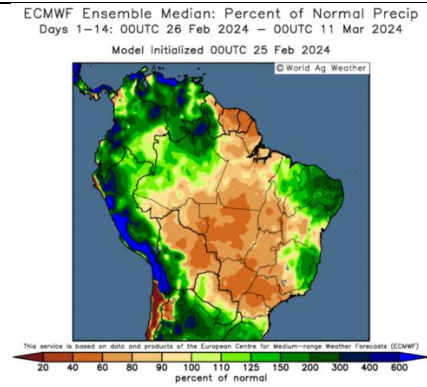 ECMWF Ensemble Median: Percent of Normal Precip
Days 1–14: 00UTC 26 Feb 2024 – 00UTC 11 Mar 2024
Model Initialized 00UTC 25 Feb 2024
© World Ag Weather
This service is based on data and products of the European Centre for Medium-range Weather Forecasts (ECMWF)
20 40 60 80 90 100 110 125 150 200 300 400 600
percent of normal